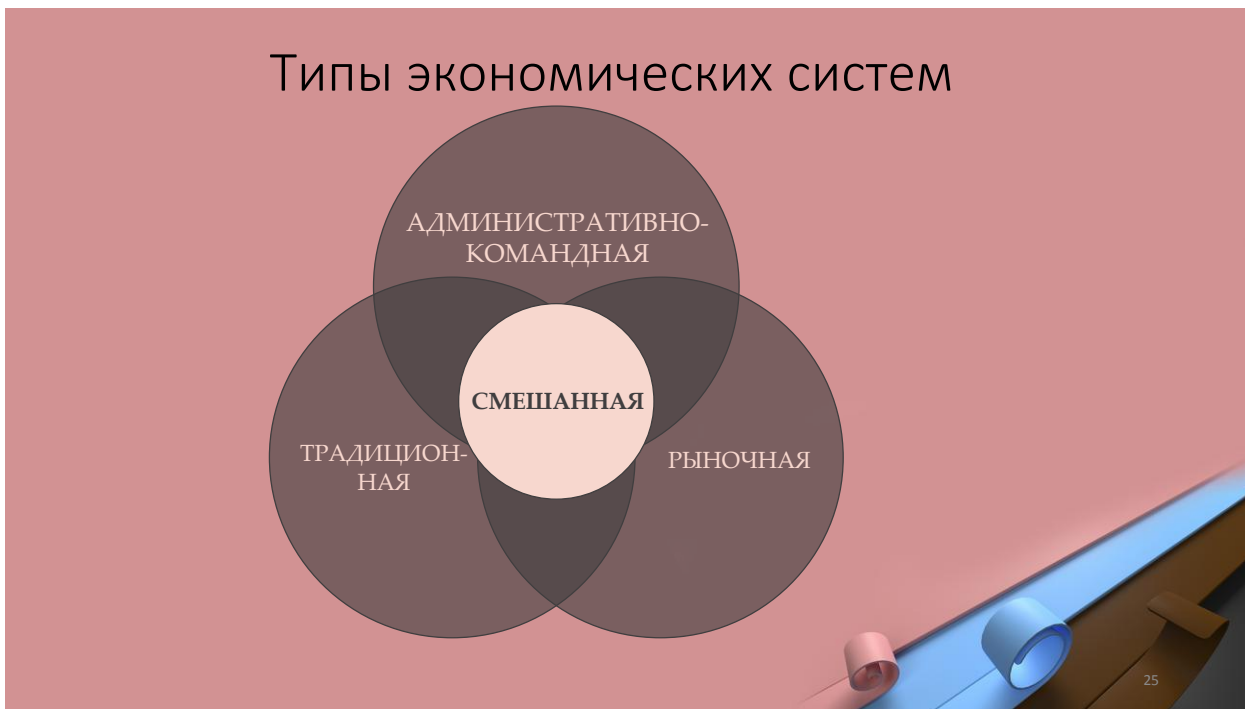 Типы экономических систем
АДМИНИСТРАТИВНО-
КОМАНДНАЯ
СМЕШАННАЯ
ТРАДИЦИОН-
НАЯ
РЫНОЧНАЯ
25